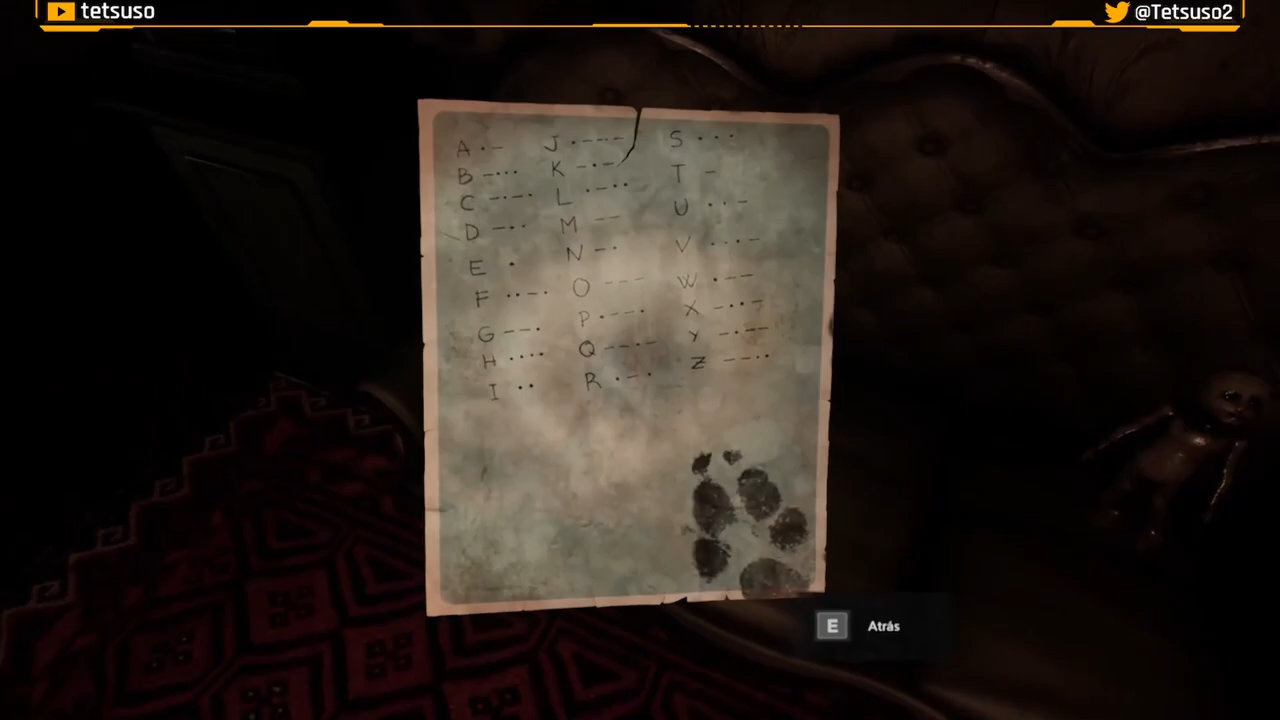 tetsuso
@Tetsuso2
A •–
B –•••
C –•–•
D –••
E •
F ••–•
G ––•
H ••••
I ••
J •–––
K –•–
L •–••
M ––
N –•
O –––
P •––•
Q ––•–
R •–•
S •••
T –
U ••–
V •••–
W •––
X –••–
Y –•––
Z ––••
E Atrás